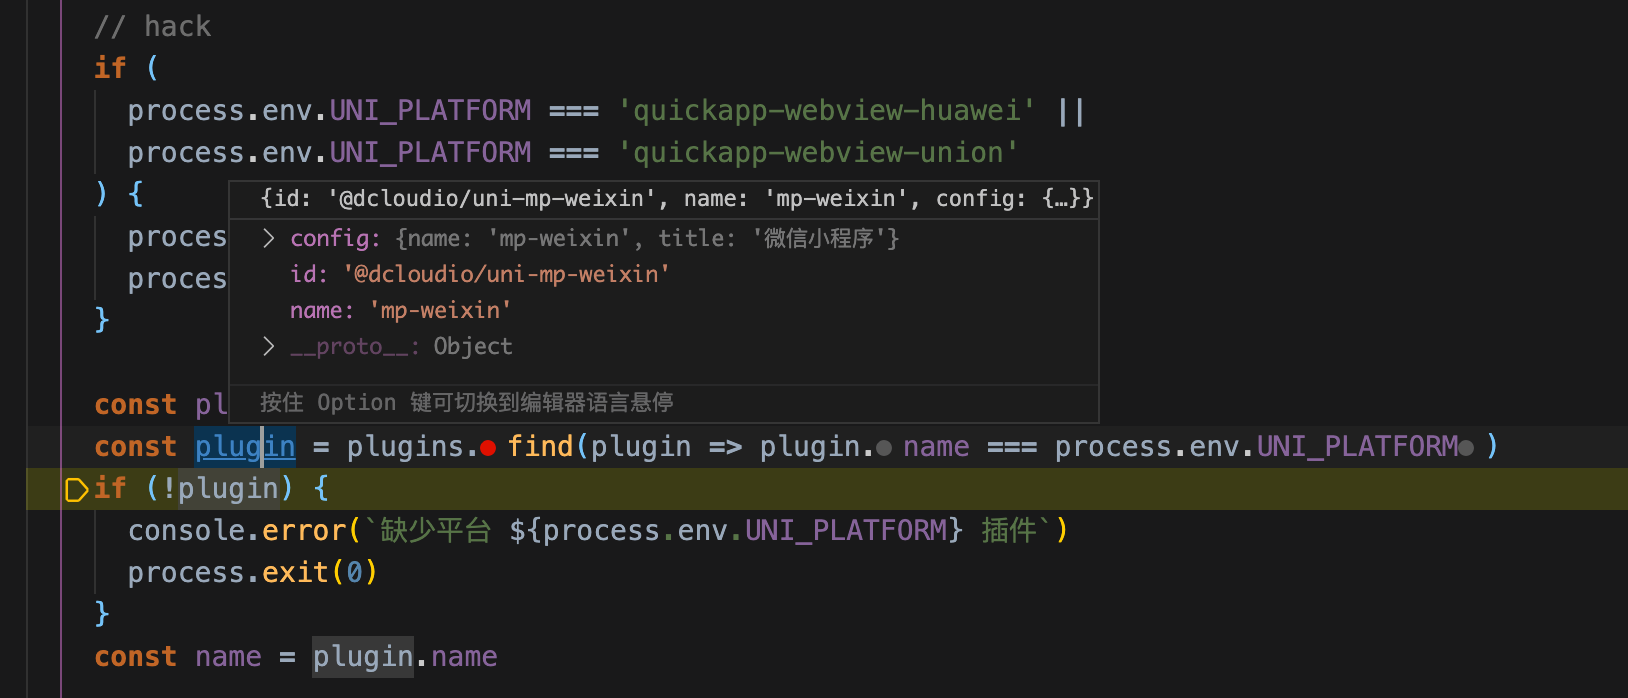 // hack
if (
process.env.UNI_PLATFORM === 'quickapp-webview-huawei' ||
process.env.UNI_PLATFORM === 'quickapp-webview-union'
) {
{id: '@dcloudio/uni-mp-weixin', name: 'mp-weixin', config: {…}}
proces
config: {name: 'mp-weixin', title: '微信小程序'}
id: '@dcloudio/uni-mp-weixin'
proces
name: 'mp-weixin'
}
__proto__: Object
按住 Option 键可切换到编辑器语言悬停
const pl
const plugin = plugins.find(plugin => plugin.name === process.env.UNI_PLATFORM)
if (!plugin) {
console.error(`缺少平台 ${process.env.UNI_PLATFORM} 插件`)
process.exit(0)
}
const name = plugin.name